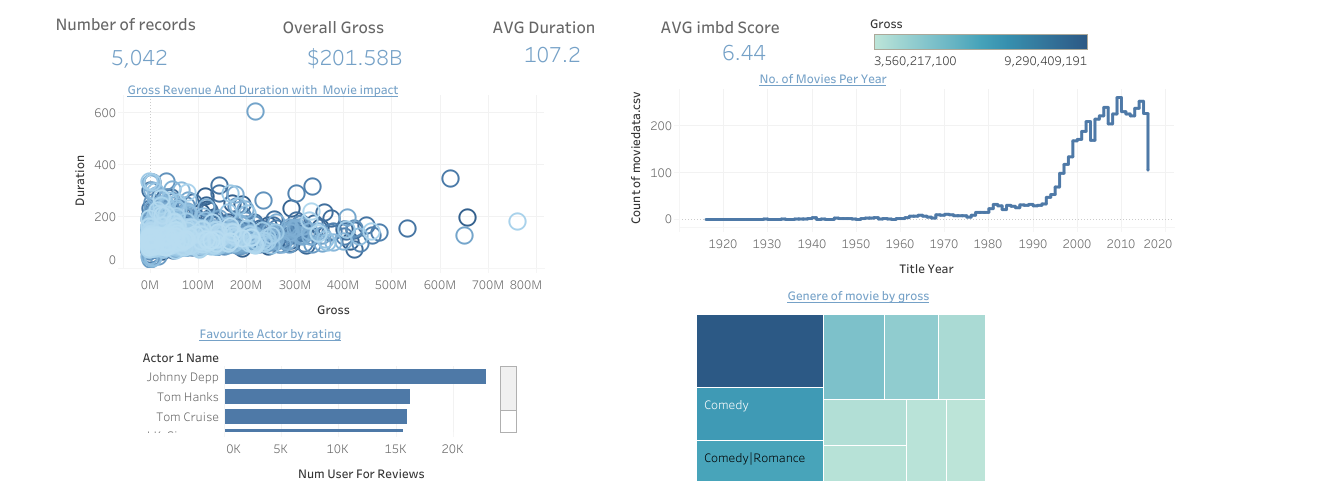 Number of records
5,042
Overall Gross
$201.58B
AVG Duration
107.2
AVG imbd Score
6.44
Gross
3,560,217,100 9,290,409,191
Gross Revenue And Duration with Movie impact
Duration
600
400
200
0
0M 100M 200M 300M 400M 500M 600M 700M 800M
Gross
No. of Movies Per Year
Count of moviedata.csv
200
100
0
1920 1930 1940 1950 1960 1970 1980 1990 2000 2010 2020
Title Year
Favourite Actor by rating
Actor 1 Name
Johnny Depp
Tom Hanks
Tom Cruise
0K 5K 10K 15K 20K
Num User For Reviews
Genere of movie by gross
Comedy
Comedy|Romance